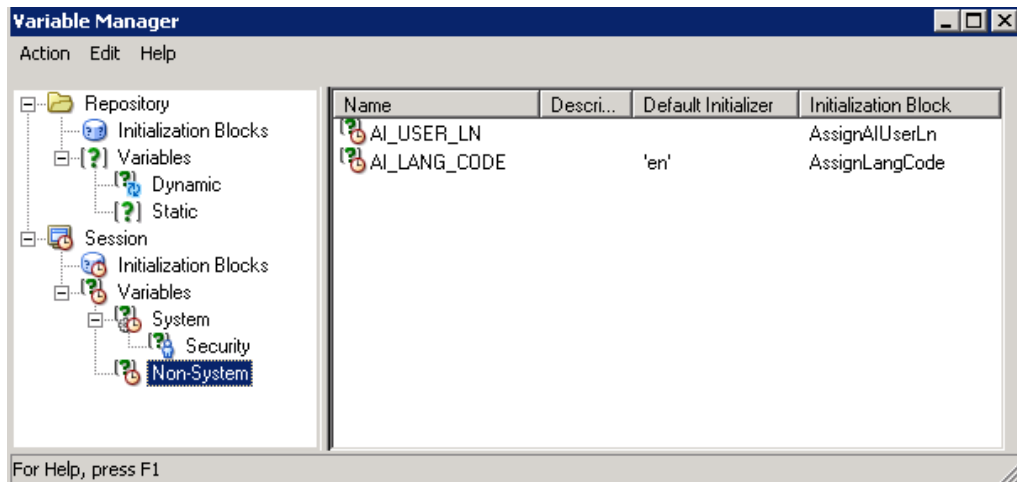 Variable Manager
Action Edit Help
Repository
Initialization Blocks
Variables
Dynamic
Static
Session
Initialization Blocks
Variables
System
Security
Non-System
Name Descri... Default Initializer Initialization Block
AI_USER_LN AssignAIUserLn
AI_LANG_CODE 'en' AssignLangCode
For Help, press F1